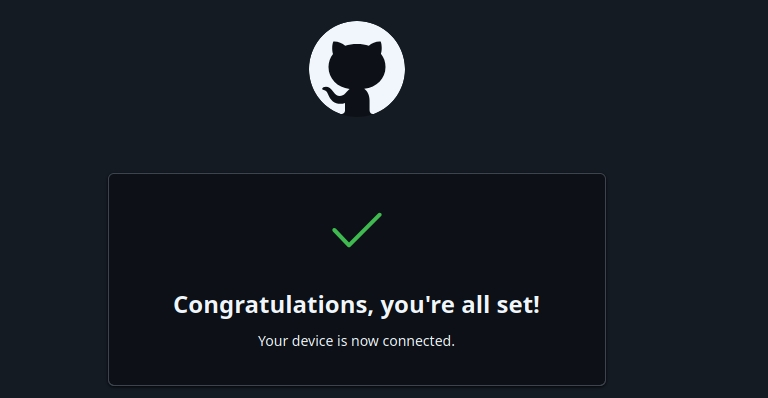 Congratulations, you're all set!
Your device is now connected.